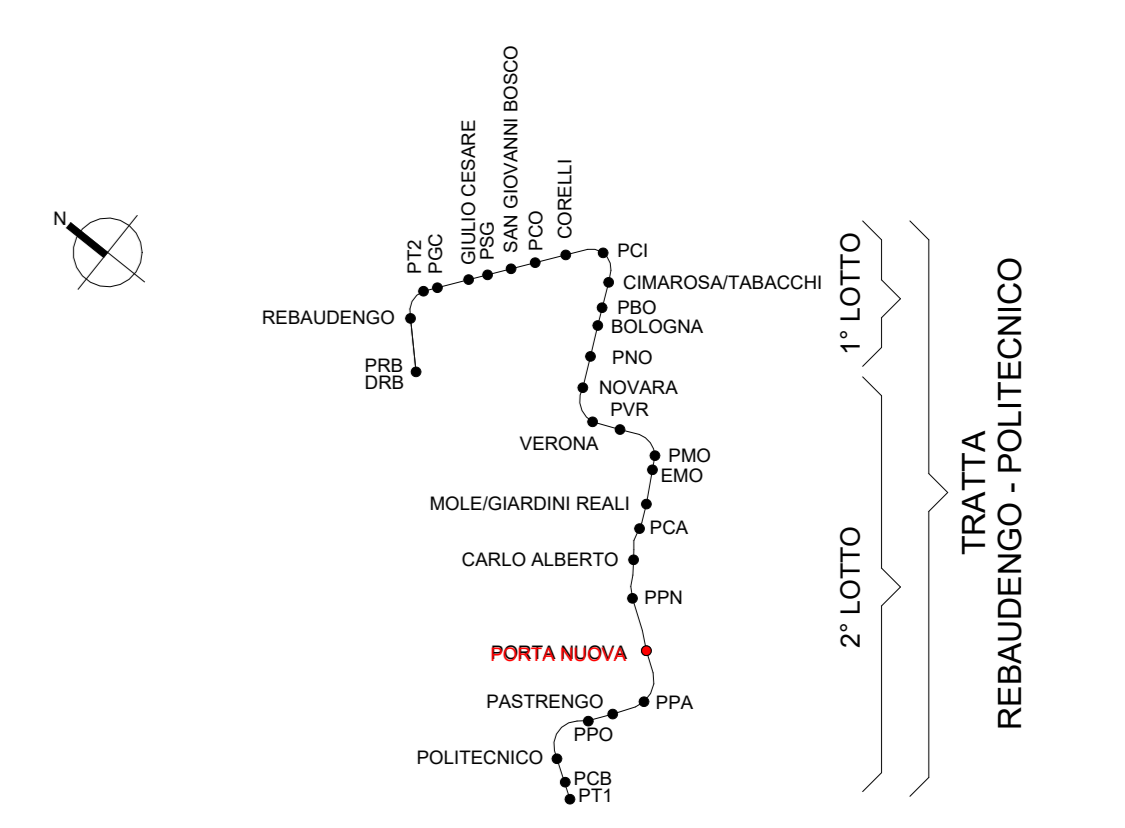 N
PT2
PGC
GIULIO CESARE
PSG
SAN GIOVANNI BOSCO
PCO
CORELLI
PCI
CIMAROSA/TABACCHI
REBAUDENGO
PBO
BOLOGNA
PRB
DRB
PNO
NOVARA
PVR
VERONA
PMO
EMO
MOLE/GIARDINI REALI
PCA
CARLO ALBERTO
PPN
PORTA NUOVA
PASTRENGO
PPA
PPO
POLITECNICO
PCB
PT1
1° LOTTO
2° LOTTO
TRATTA
REBAUDENGO - POLITECNICO